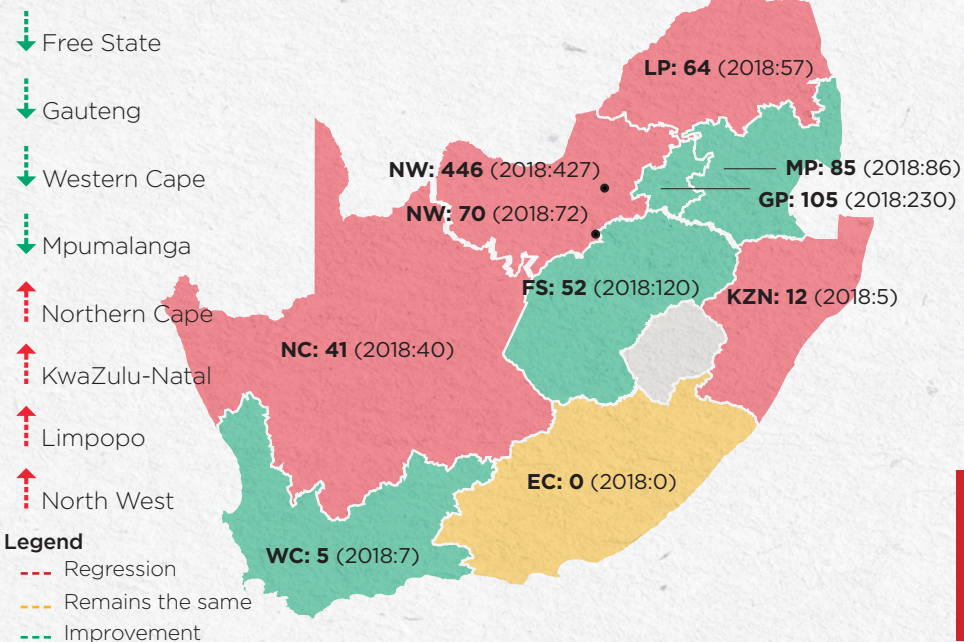 Free State
Gauteng
Western Cape
Mpumalanga
Northern Cape
KwaZulu-Natal
Limpopo
North West
Legend
Regression
Remains the same
Improvement
LP: 64 (2018:57)
NW: 446 (2018:427)
MP: 85 (2018:86)
GP: 105 (2018:230)
NW: 70 (2018:72)
FS: 52 (2018:120)
KZN: 12 (2018:5)
NC: 41 (2018:40)
EC: 0 (2018:0)
WC: 5 (2018:7)